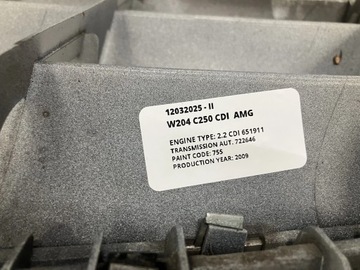 12032025 - II
W204 C250 CDI AMG
ENGINE TYPE: 2.2 CDI 651911
TRANSMISSION AUT. 722646
PAINT CODE: 755
PRODUCTION YEAR: 2009